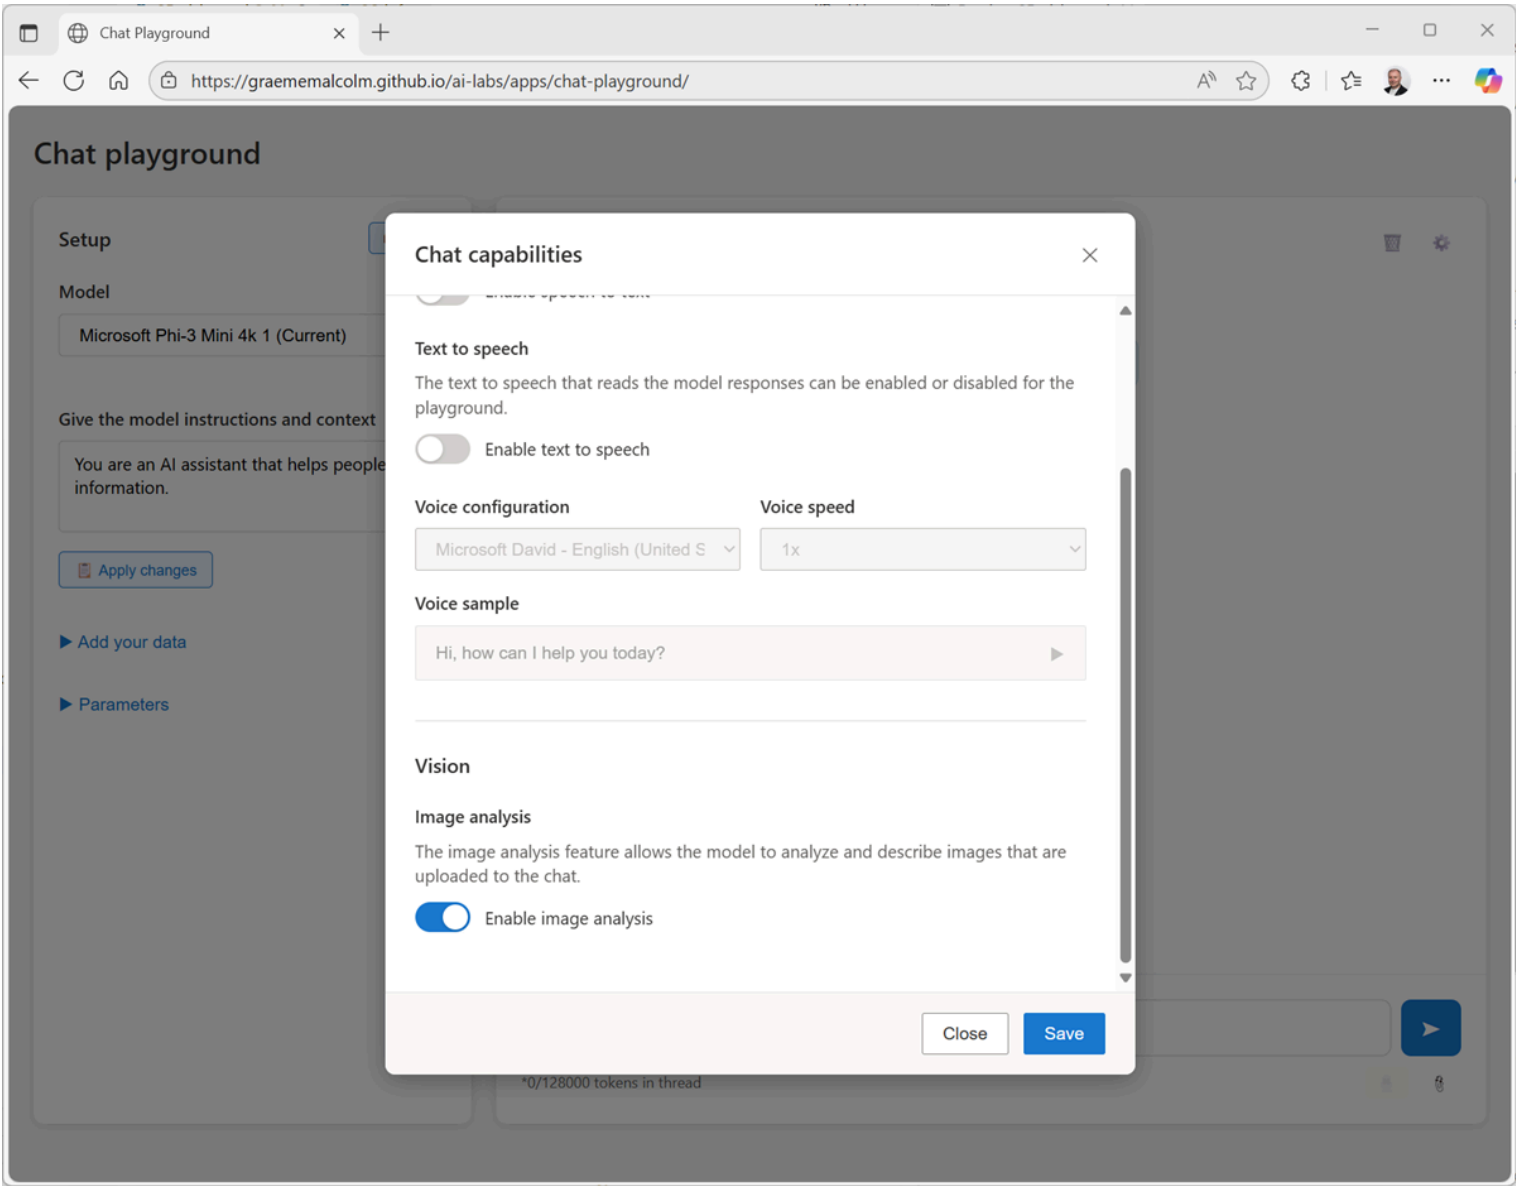 Chat Playground
https://graememalcolm.github.io/ai-labs/apps/chat-playground/
Chat playground
Setup
Model
Microsoft Phi-3 Mini 4k 1 (Current)
Give the model instructions and context
You are an AI assistant that helps people
information.
Apply changes
Add your data
Parameters
Chat capabilities
Enable speech to text
Text to speech
The text to speech that reads the model responses can be enabled or disabled for the
playground.
Enable text to speech
Voice configuration
Voice speed
Microsoft David - English (United S
1x
Voice sample
Hi, how can I help you today?
Vision
Image analysis
The image analysis feature allows the model to analyze and describe images that are
uploaded to the chat.
Enable image analysis
Close
Save
*0/128000 tokens in thread